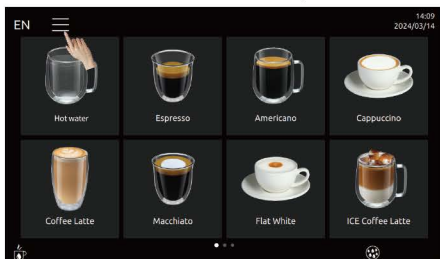 EN
14:09
2024/03/14
Hot water
Espresso
Americano
Cappuccino
Coffee Latte
Macchiato
Flat White
ICE Coffee Latte